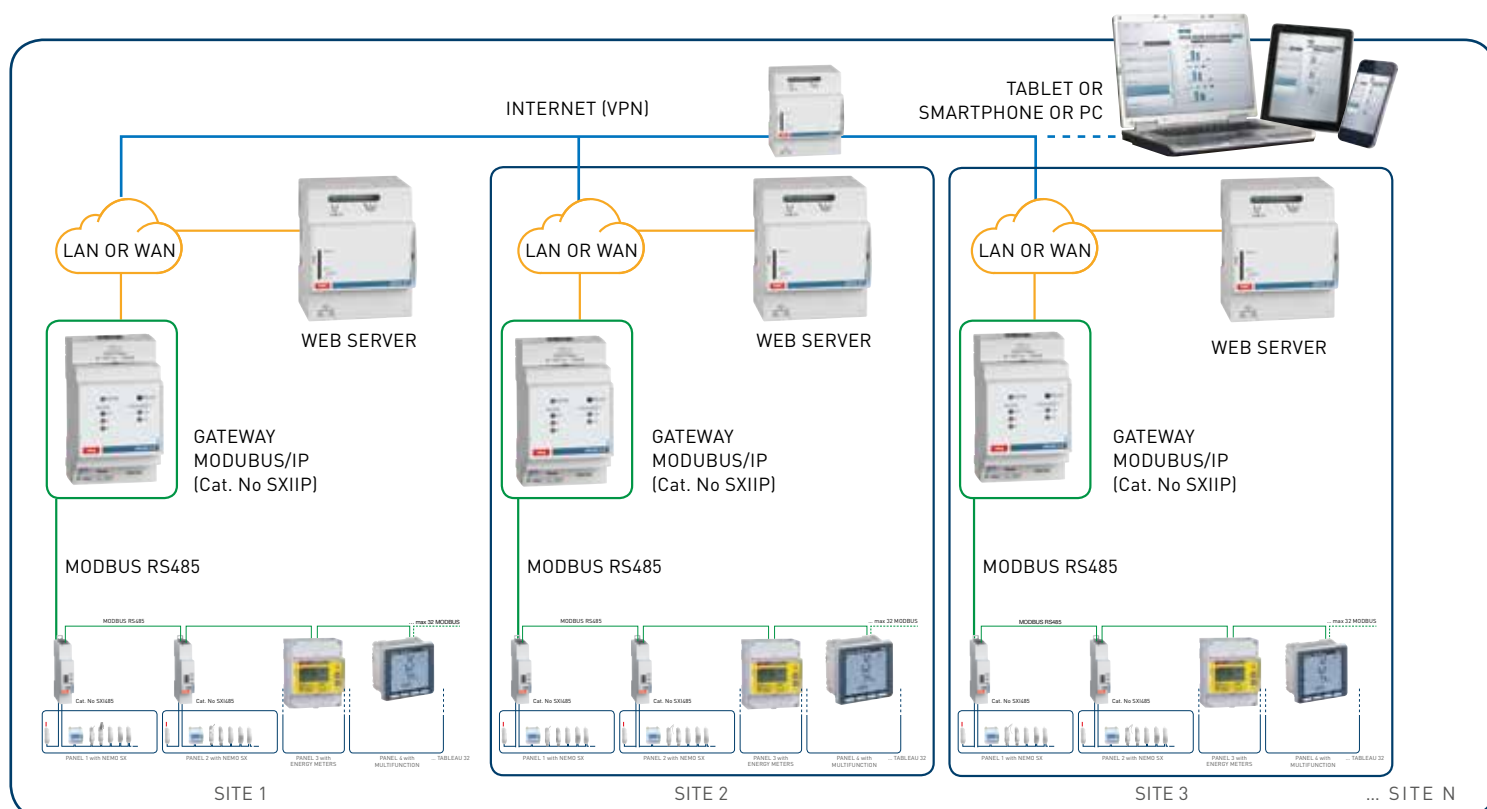 INTERNET (VPN)
TABLET OR
SMARTPHONE OR PC
LAN OR WAN
WEB SERVER
GATEWAY
MODUBUS/IP
(Cat. No SXIIP)
MODBUS RS485
MODBUS RS485
... max 32 MODBUS
Cat. No SXI485
Cat. No SXI485
PANEL 1 with NEMO SX
PANEL 2 with NEMO SX
PANEL 3 with
ENERGY METERS
PANEL 4 with
MULTIFUNCTION
... TABLEAU 32
SITE 1
LAN OR WAN
WEB SERVER
GATEWAY
MODUBUS/IP
(Cat. No SXIIP)
MODBUS RS485
MODBUS RS485
... max 32 MODBUS
Cat. No SXI485
Cat. No SXI485
PANEL 1 with NEMO SX
PANEL 2 with NEMO SX
PANEL 3 with
ENERGY METERS
PANEL 4 with
MULTIFUNCTION
... TABLEAU 32
SITE 2
LAN OR WAN
WEB SERVER
GATEWAY
MODUBUS/IP
(Cat. No SXIIP)
MODBUS RS485
MODBUS RS485
... max 32 MODBUS
Cat. No SXI485
Cat. No SXI485
PANEL 1 with NEMO SX
PANEL 2 with NEMO SX
PANEL 3 with
ENERGY METERS
PANEL 4 with
MULTIFUNCTION
... TABLEAU 32
SITE 3
... SITE N